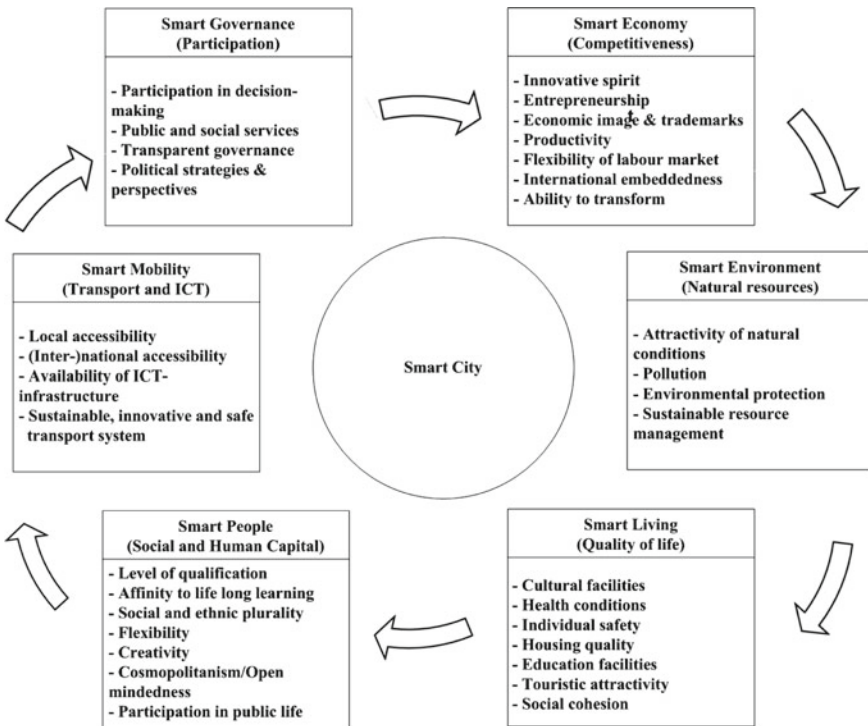 Smart Governance
(Participation)
- Participation in decision-
making
- Public and social services
- Transparent governance
- Political strategies &
perspectives
Smart Economy
(Competitiveness)
- Innovative spirit
- Entrepreneurship
- Economic image & trademarks
- Productivity
- Flexibility of labour market
- International embeddedness
- Ability to transform
Smart Mobility
(Transport and ICT)
- Local accessibility
- (Inter-)national accessibility
- Availability of ICT-
infrastructure
- Sustainable, innovative and safe
transport system
Smart City
Smart Environment
(Natural resources)
- Attractivity of natural
conditions
- Pollution
- Environmental protection
- Sustainable resource
management
Smart People
(Social and Human Capital)
- Level of qualification
- Affinity to life long learning
- Social and ethnic plurality
- Flexibility
- Creativity
- Cosmopolitanism/Open
mindedness
- Participation in public life
Smart Living
(Quality of life)
- Cultural facilities
- Health conditions
- Individual safety
- Housing quality
- Education facilities
- Touristic attractivity
- Social cohesion